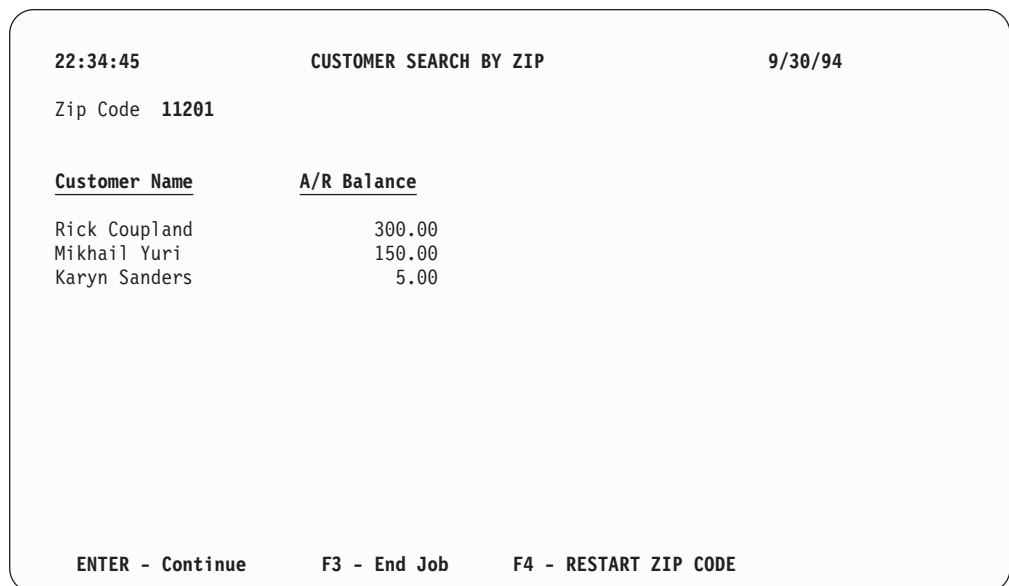 22:34:45 CUSTOMER SEARCH BY ZIP 9/30/94
Zip Code 11201
Customer Name A/R Balance
Rick Coupland 300.00
Mikhail Yuri 150.00
Karyn Sanders 5.00
ENTER - Continue F3 - End Job F4 - RESTART ZIP CODE